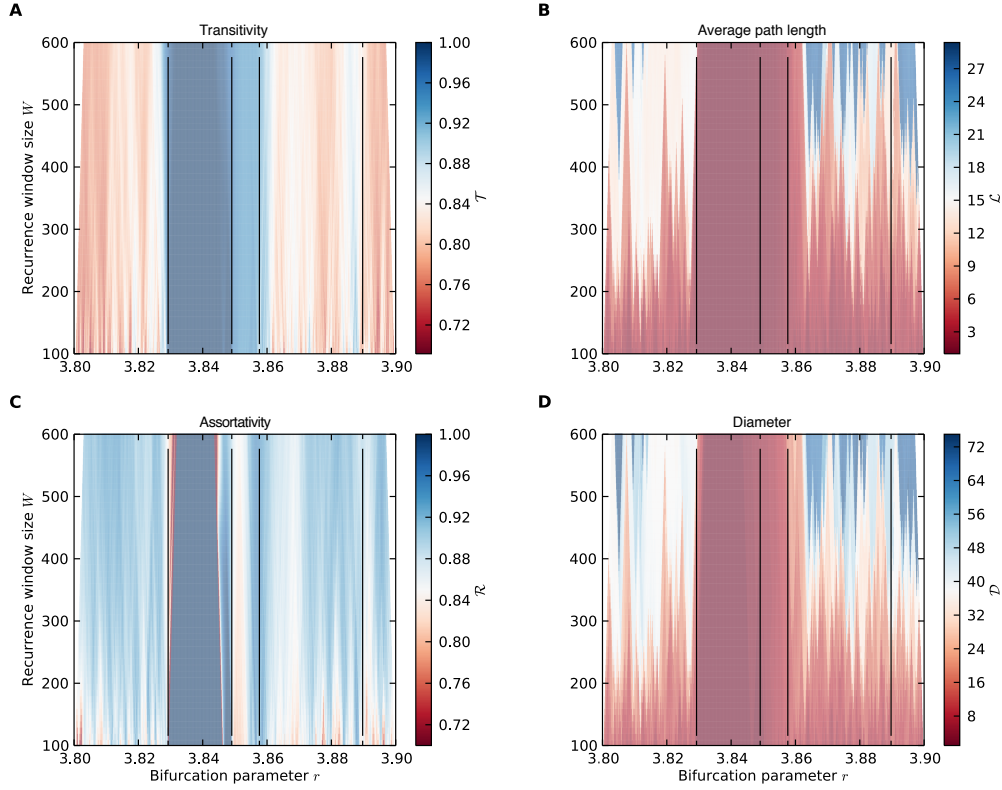 A
Transitivity
600
500
400
300
200
100
3.80 3.82 3.84 3.86 3.88 3.90
Recurrence window size W
1.00
0.96
0.92
0.88
0.84
0.80
0.76
0.72
𝒯
B
Average path length
600
500
400
300
200
100
3.80 3.82 3.84 3.86 3.88 3.90
27
24
21
18
15
12
9
6
3
ℒ
C
Assortativity
600
500
400
300
200
100
3.80 3.82 3.84 3.86 3.88 3.90
Recurrence window size W
Bifurcation parameter r
1.00
0.96
0.92
0.88
0.84
0.80
0.76
0.72
ℛ
D
Diameter
600
500
400
300
200
100
3.80 3.82 3.84 3.86 3.88 3.90
Bifurcation parameter r
72
64
56
48
40
32
24
16
8
𝒟